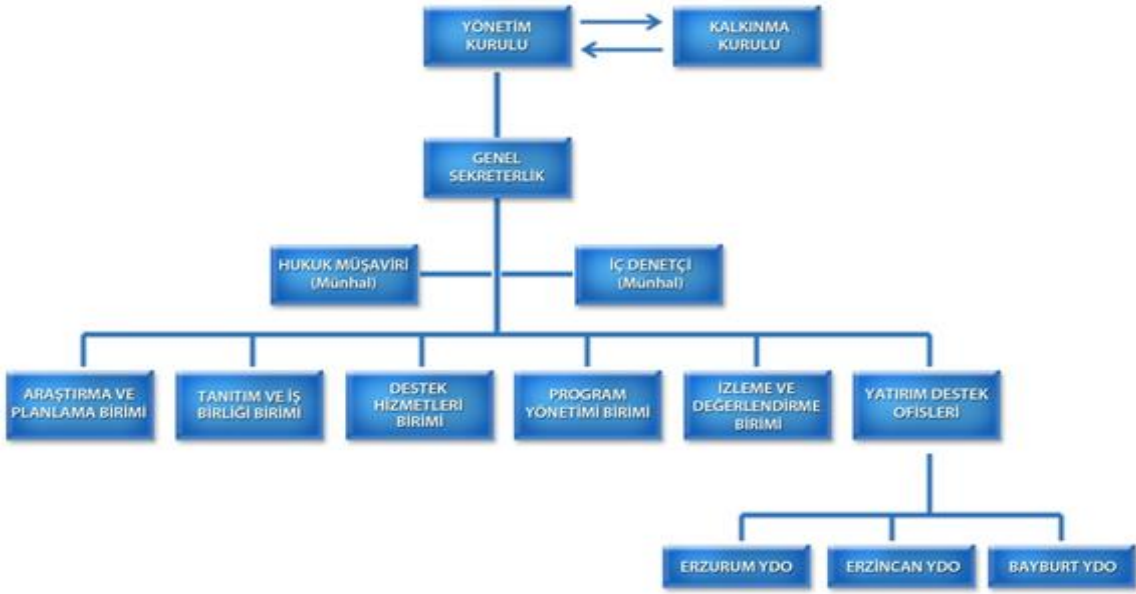 YÖNETİM
KURULU
KALKINMA
KURULU
GENEL
SEKRETERLİK
HUKUK MÜŞAVİRİ
(Münhal)
İÇ DENETÇİ
(Münhal)
ARAŞTIRMA VE
PLANLAMA BİRİMİ
TANITIM VE İŞ
BİRLİĞİ BİRİMİ
DESTEK
HİZMETLERİ
BİRİMİ
PROGRAM
YÖNETİMİ BİRİMİ
İZLEME VE
DEĞERLENDİRME
BİRİMİ
YATIRIM DESTEK
OFİSLERİ
ERZURUM YDO
ERZİNCAN YDO
BAYBURT YDO